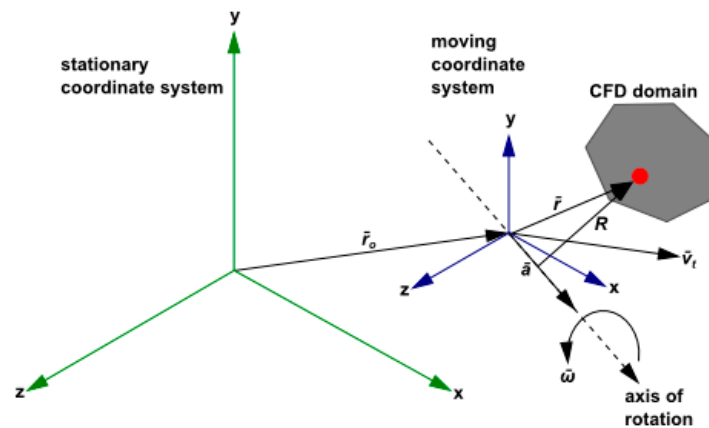 y
stationary
coordinate system
moving
coordinate
system
CFD domain
y
r̄
R
r̄ₒ
v̄ₜ
ā
z
x
ω̄
z
x
axis of
rotation